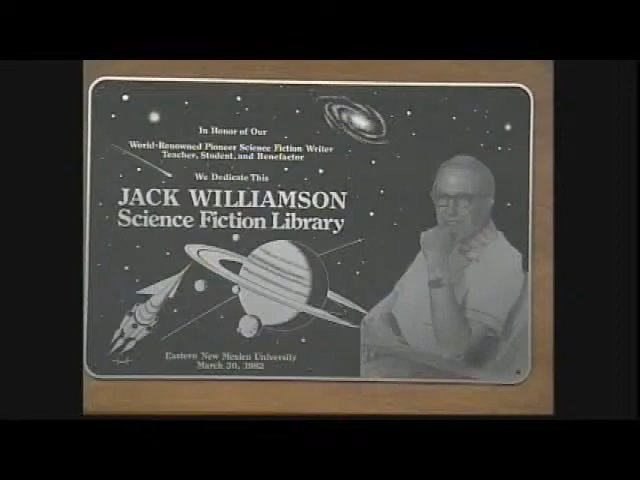 In Honor of Our
World-Renowned Pioneer Science Fiction Writer
Teacher, Student, and Benefactor
We Dedicate This
JACK WILLIAMSON
Science Fiction Library
Eastern New Mexico University
March 30, 1982